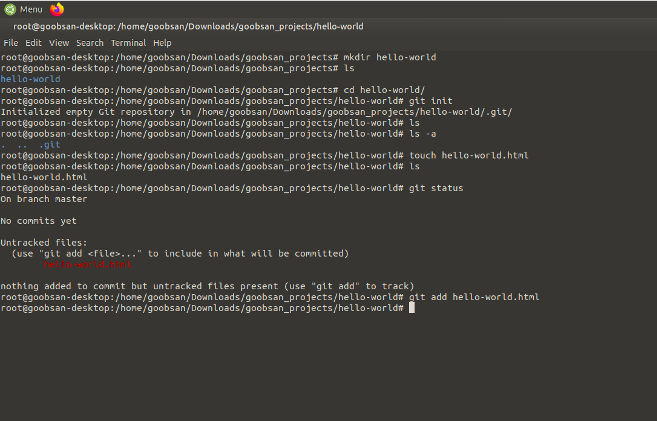 Menu
root@goobsan-desktop:/home/goobsan/Downloads/goobsan_projects/hello-world
File Edit View Search Terminal Help
root@goobsan-desktop:/home/goobsan/Downloads/goobsan_projects# mkdir hello-world
root@goobsan-desktop:/home/goobsan/Downloads/goobsan_projects# ls
hello-world
root@goobsan-desktop:/home/goobsan/Downloads/goobsan_projects# cd hello-world/
root@goobsan-desktop:/home/goobsan/Downloads/goobsan_projects/hello-world# git init
Initialized empty Git repository in /home/goobsan/Downloads/goobsan_projects/hello-world/.git/
root@goobsan-desktop:/home/goobsan/Downloads/goobsan_projects/hello-world# ls
root@goobsan-desktop:/home/goobsan/Downloads/goobsan_projects/hello-world# ls -a
. .. .git
root@goobsan-desktop:/home/goobsan/Downloads/goobsan_projects/hello-world# touch hello-world.html
root@goobsan-desktop:/home/goobsan/Downloads/goobsan_projects/hello-world# ls
hello-world.html
root@goobsan-desktop:/home/goobsan/Downloads/goobsan_projects/hello-world# git status
On branch master
No commits yet
Untracked files:
(use "git add <file>..." to include in what will be committed)
hello-world.html
nothing added to commit but untracked files present (use "git add" to track)
root@goobsan-desktop:/home/goobsan/Downloads/goobsan_projects/hello-world# git add hello-world.html
root@goobsan-desktop:/home/goobsan/Downloads/goobsan_projects/hello-world#